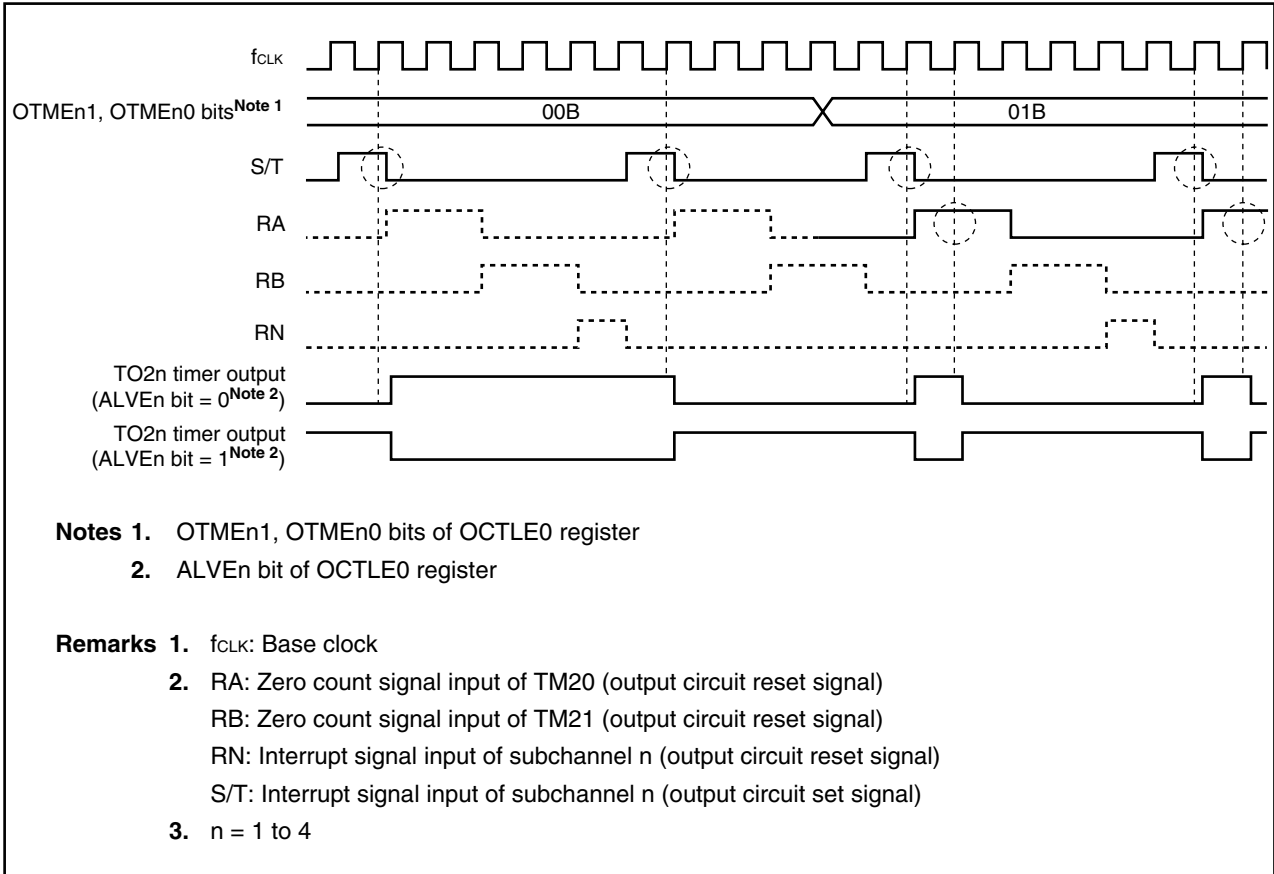 fCLK
OTMEn1, OTMEn0 bitsNote 1
00B
01B
S/T
RA
RB
RN
TO2n timer output
(ALVEn bit = 0Note 2)
TO2n timer output
(ALVEn bit = 1Note 2)
Notes 1. OTMEn1, OTMEn0 bits of OCTLE0 register
2. ALVEn bit of OCTLE0 register
Remarks 1. fCLK: Base clock
2. RA: Zero count signal input of TM20 (output circuit reset signal)
RB: Zero count signal input of TM21 (output circuit reset signal)
RN: Interrupt signal input of subchannel n (output circuit reset signal)
S/T: Interrupt signal input of subchannel n (output circuit set signal)
3. n = 1 to 4